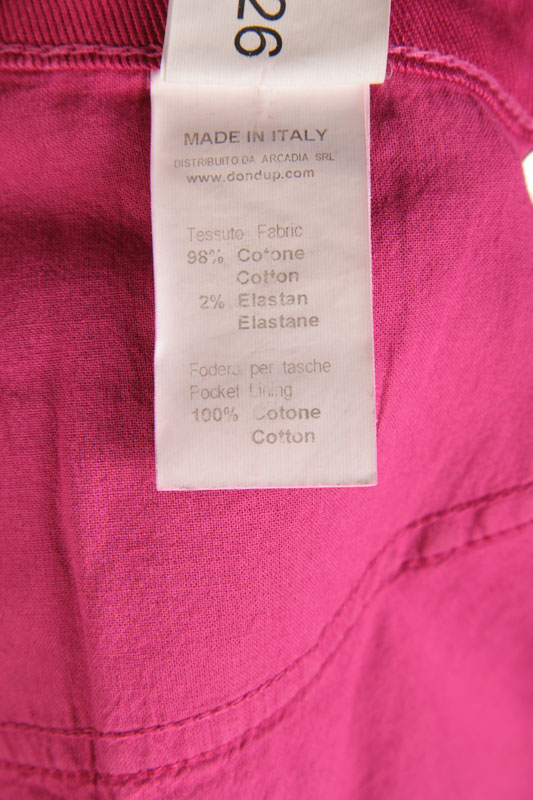 26
MADE IN ITALY
DISTRIBUITO DA ARCADIA SRL
www.dondup.com
Tessuto Fabric
98% Cotone
Cotton
2% Elastan
Elastane
Fodera per tasche
Pocket Lining
100% Cotone
Cotton